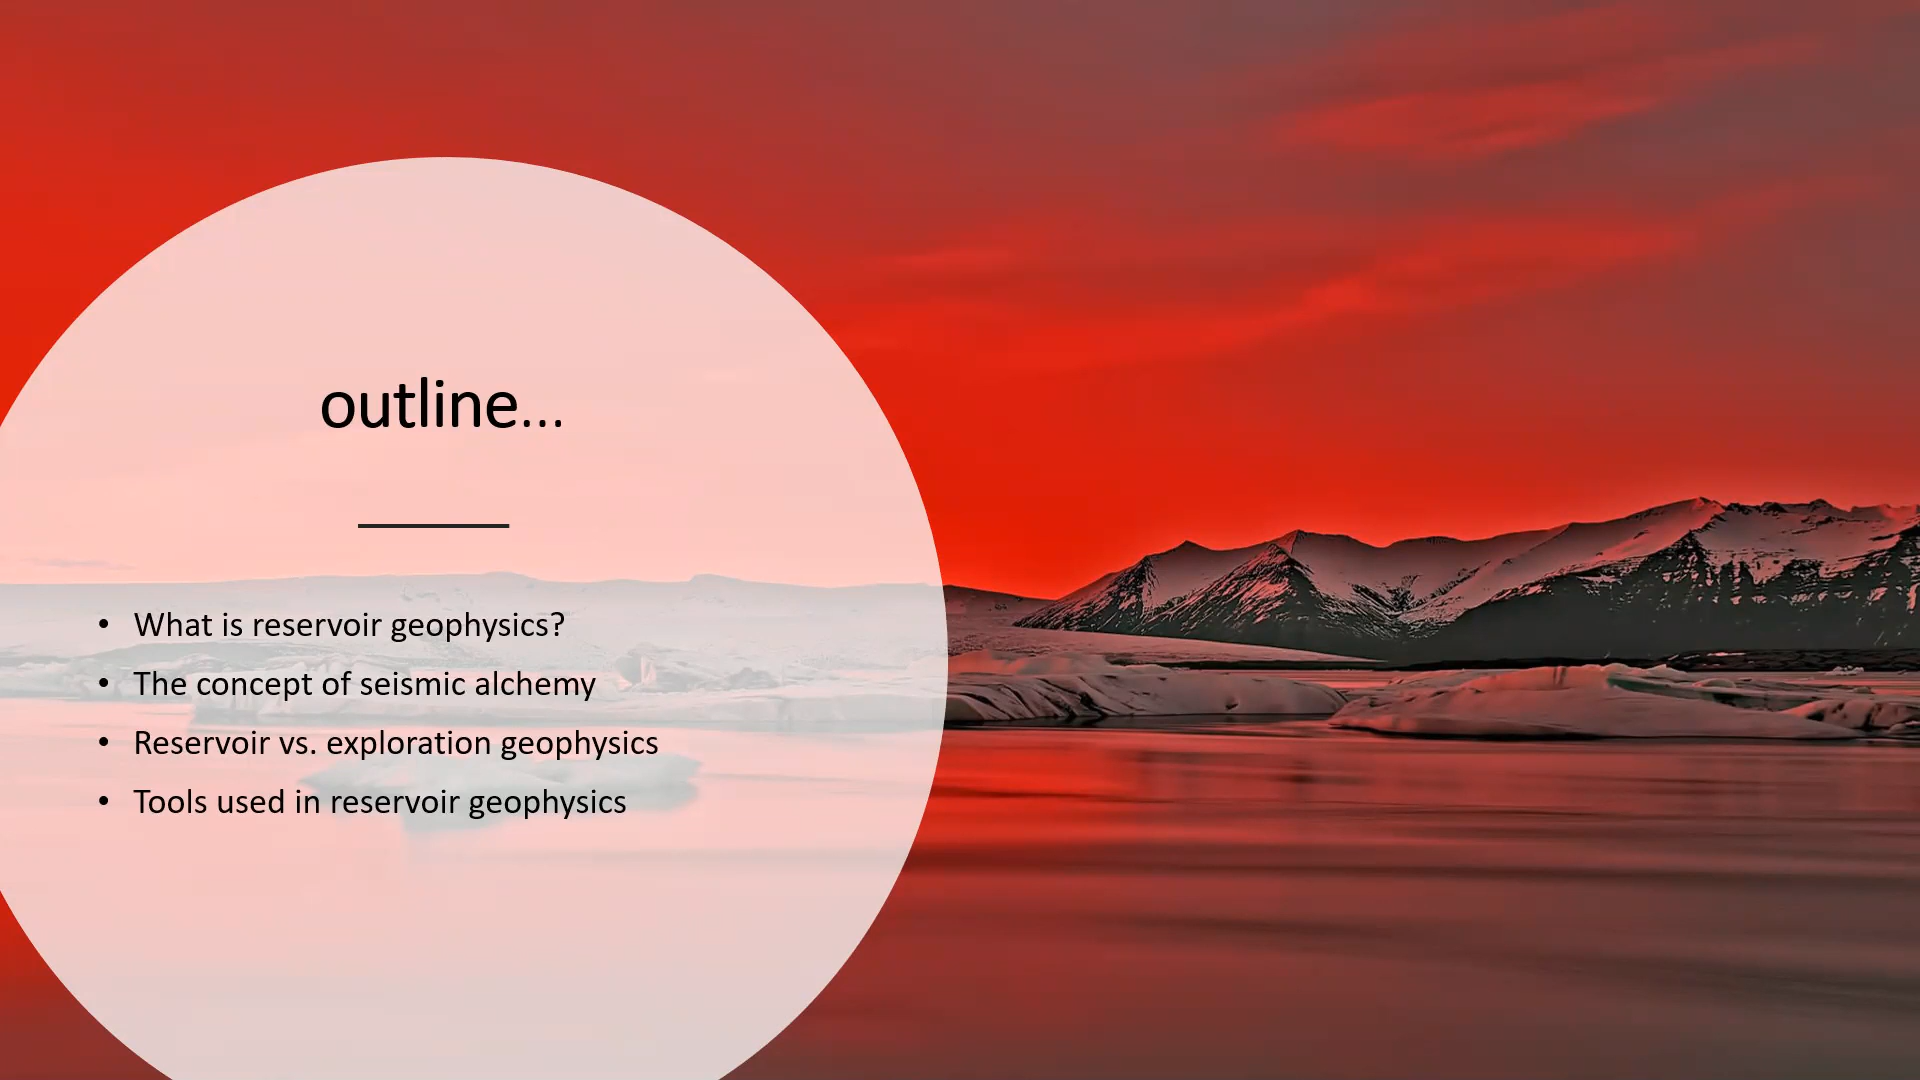 outline...
• What is reservoir geophysics?
• The concept of seismic alchemy
• Reservoir vs. exploration geophysics
• Tools used in reservoir geophysics